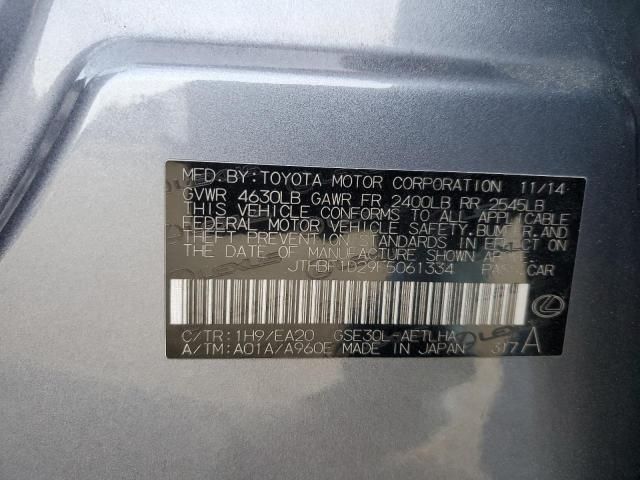 MFD. BY: TOYOTA MOTOR CORPORATION 11/14
GVWR 4630LB GAWR FR 2400LB RR 2545LB
THIS VEHICLE CONFORMS TO ALL APPLICABLE
FEDERAL MOTOR VEHICLE SAFETY, BUMPER, AND
THEFT PREVENTION STANDARDS IN EFFECT ON
THE DATE OF MANUFACTURE SHOWN ABOVE.
JTHBF1D29F5061334 PASS.CAR
C/TR: 1H9/EA20 GSE30L-AETLHA
A/TM: A01A/A960E MADE IN JAPAN 317A